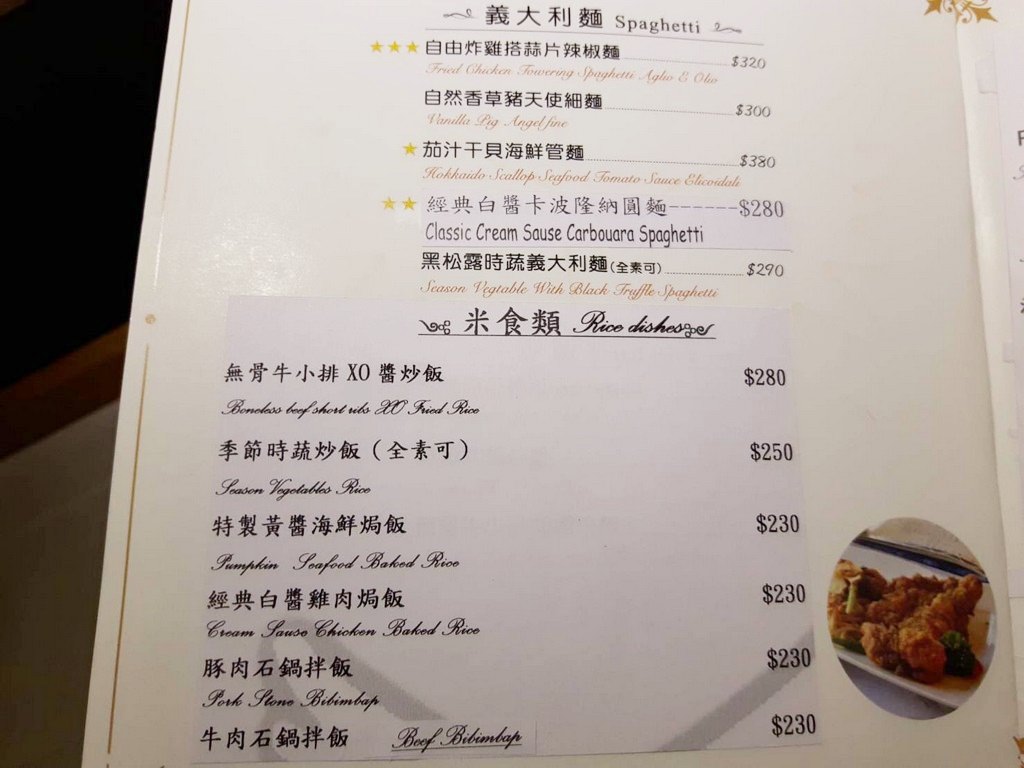 義大利麵 Spaghetti
★★★自由炸雞搭蒜片辣椒麵 $320
Fried Chicken Towering Spaghetti Aglio E Olio
自然香草豬天使細麵 $300
Vanilla Pig Angel fine
★茄汁干貝海鮮管麵 $380
Hokkaido Scallop Seafood Tomato Sauce Elicoidali
★★經典白醬卡波隆納圓麵------$280
Classic Cream Sause Carbouara Spaghetti
黑松露時蔬義大利麵(全素可) $290
Season Vegtable With Black Truffle Spaghetti
米食類 Rice dishes
無骨牛小排 XO 醬炒飯 $280
Boneless beef short ribs XO Fried Rice
季節時蔬炒飯（全素可） $250
Season Vegetables Rice
特製黃醬海鮮焗飯 $230
Pumpkin Seafood Baked Rice
經典白醬雞肉焗飯 $230
Cream Sause Chicken Baked Rice
豚肉石鍋拌飯 $230
Pork Stone Bibimbap
牛肉石鍋拌飯 Beef Bibimbap $230